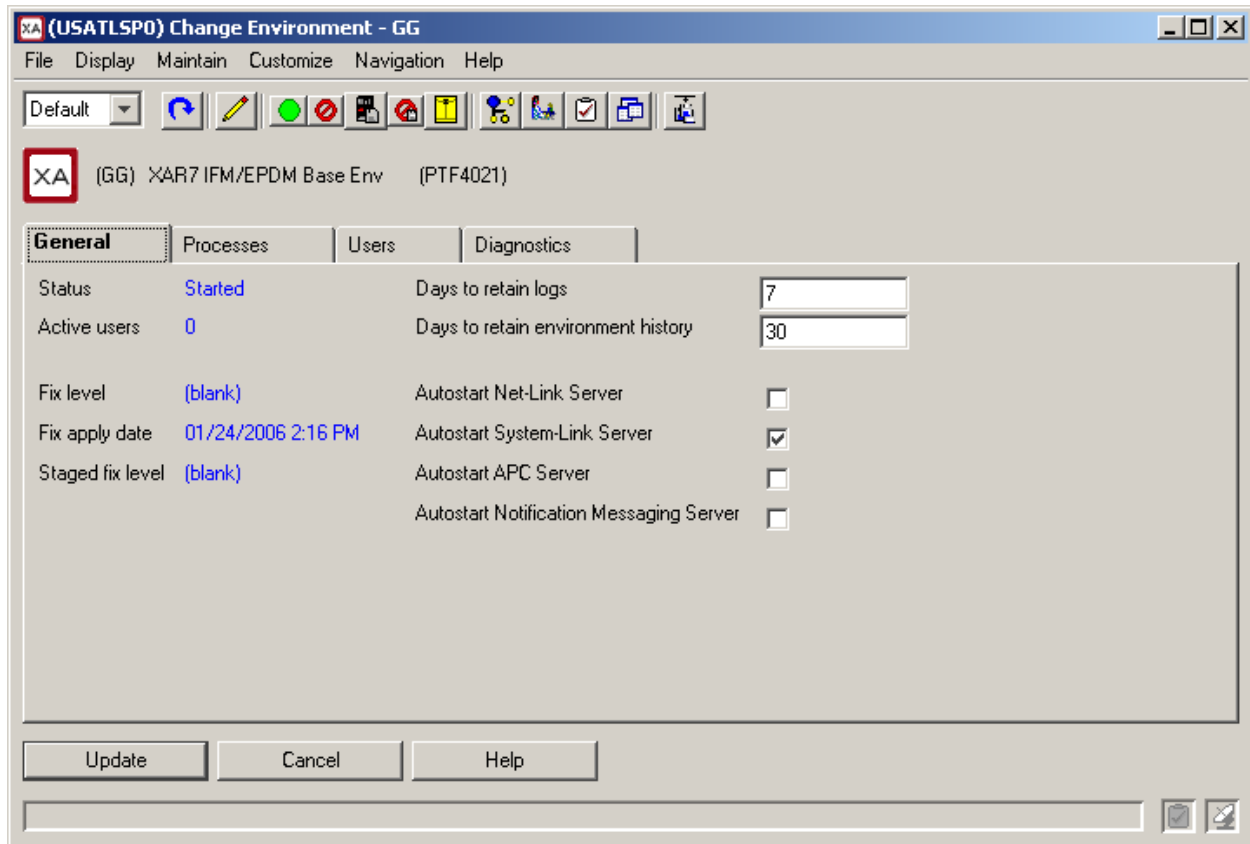 XA (USATLSP0) Change Environment - GG
File Display Maintain Customize Navigation Help
Default
XA (GG) XAR7 IFM/EPDM Base Env (PTF4021)
General Processes Users Diagnostics
Status Started Days to retain logs 7
Active users 0 Days to retain environment history 30
Fix level (blank) Autostart Net-Link Server
Fix apply date 01/24/2006 2:16 PM Autostart System-Link Server
Staged fix level (blank) Autostart APC Server
Autostart Notification Messaging Server
Update Cancel Help